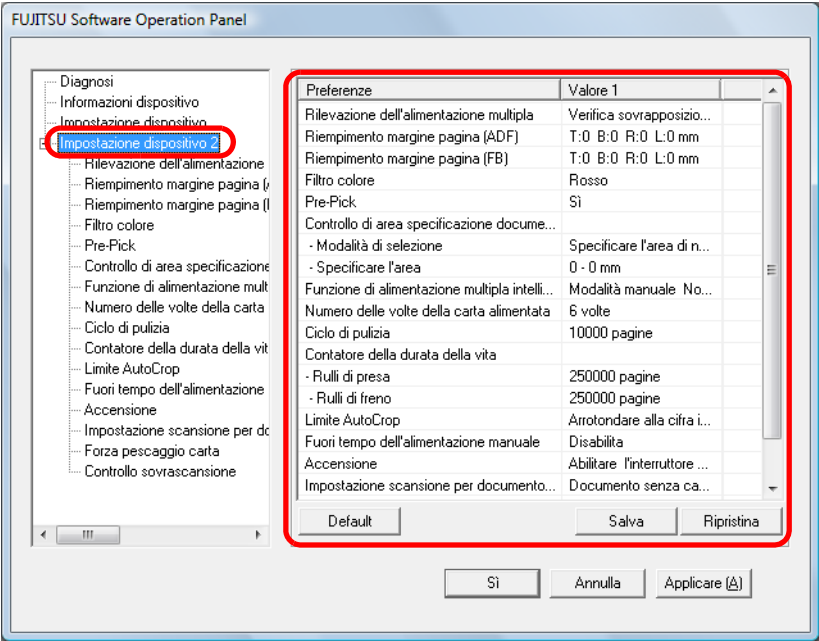 FUJITSU Software Operation Panel
Diagnosi
Informazioni dispositivo
Impostazione dispositivo
Impostazione dispositivo 2
Rilevazione dell'alimentazione
Riempimento margine pagina (
Riempimento margine pagina (
Filtro colore
Pre-Pick
Controllo di area specificazione
Funzione di alimentazione mult
Numero delle volte della carta
Ciclo di pulizia
Contatore della durata della vit
Limite AutoCrop
Fuori tempo dell'alimentazione
Accensione
Impostazione scansione per do
Forza pescaggio carta
Controllo sovrascansione
Preferenze Valore 1
Rilevazione dell'alimentazione multipla Verifica sovrapposizio...
Riempimento margine pagina (ADF) T:0 B:0 R:0 L:0 mm
Riempimento margine pagina (FB) T:0 B:0 R:0 L:0 mm
Filtro colore Rosso
Pre-Pick Sì
Controllo di area specificazione docume...
- Modalità di selezione Specificare l'area di n...
- Specificare l'area 0 - 0 mm
Funzione di alimentazione multipla intelli... Modalità manuale No...
Numero delle volte della carta alimentata 6 volte
Ciclo di pulizia 10000 pagine
Contatore della durata della vita
- Rulli di presa 250000 pagine
- Rulli di freno 250000 pagine
Limite AutoCrop Arrotondare alla cifra i...
Fuori tempo dell'alimentazione manuale Disabilita
Accensione Abilitare l'interruttore ...
Impostazione scansione per documento... Documento senza ca...
Default Salva Ripristina
Sì Annulla Applicare (A)